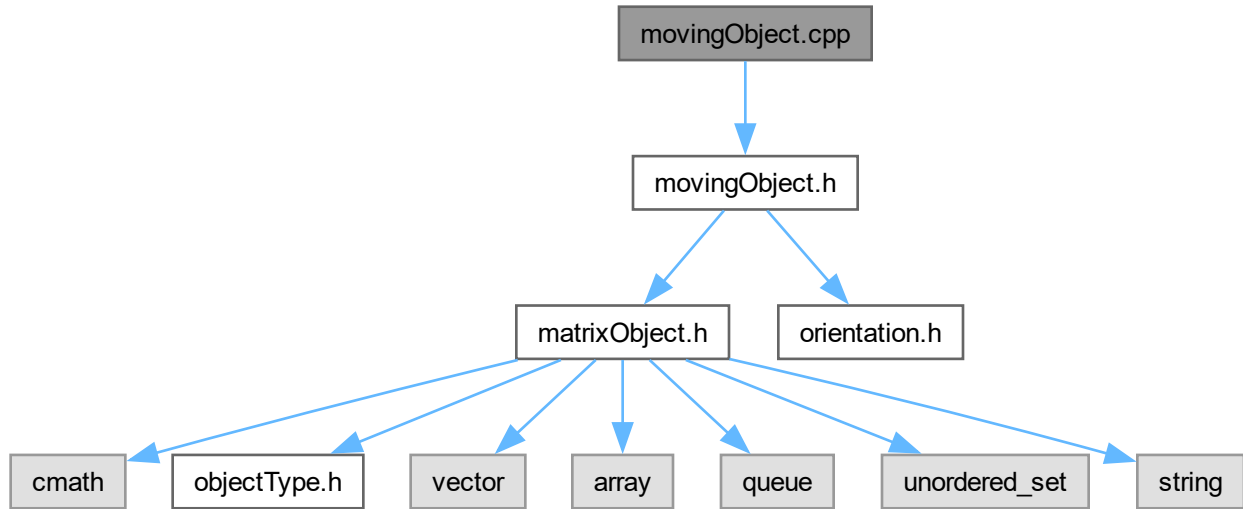 movingObject.cpp
movingObject.h
matrixObject.h
orientation.h
cmath
objectType.h
vector
array
queue
unordered_set
string